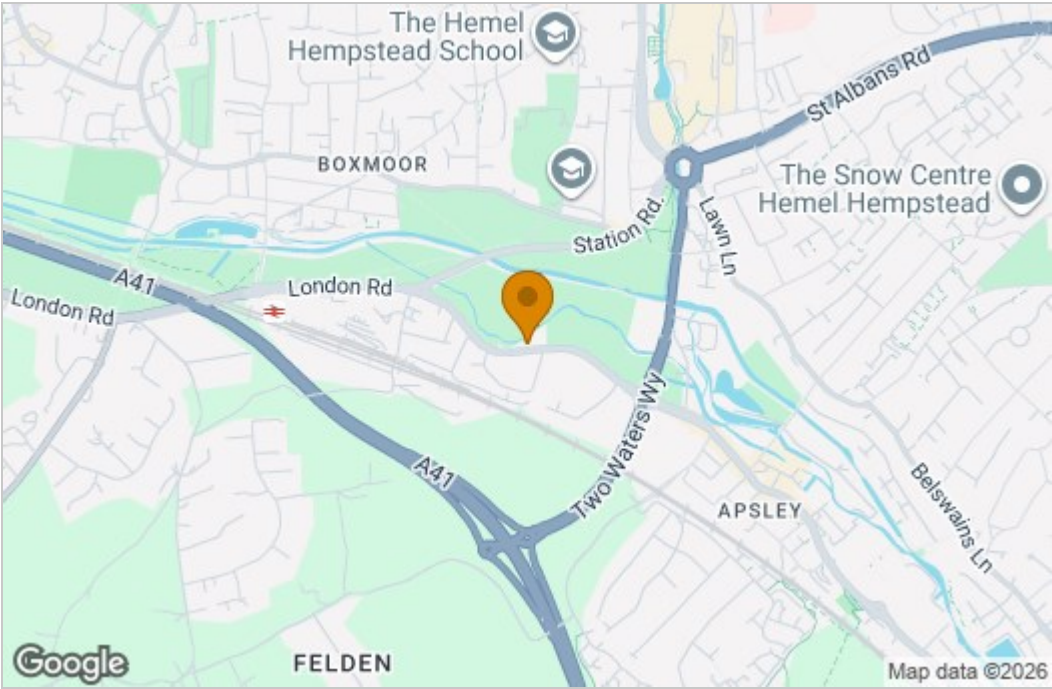 The Hemel
Hempstead School
St Albans Rd
BOXMOOR
The Snow Centre
Hemel Hempstead
Station Rd.
Lawn Ln
A41
London Rd
London Rd
Two Waters Wy
A41
APSLEY
Belswains Ln
FELDEN
Google
Map data ©2026